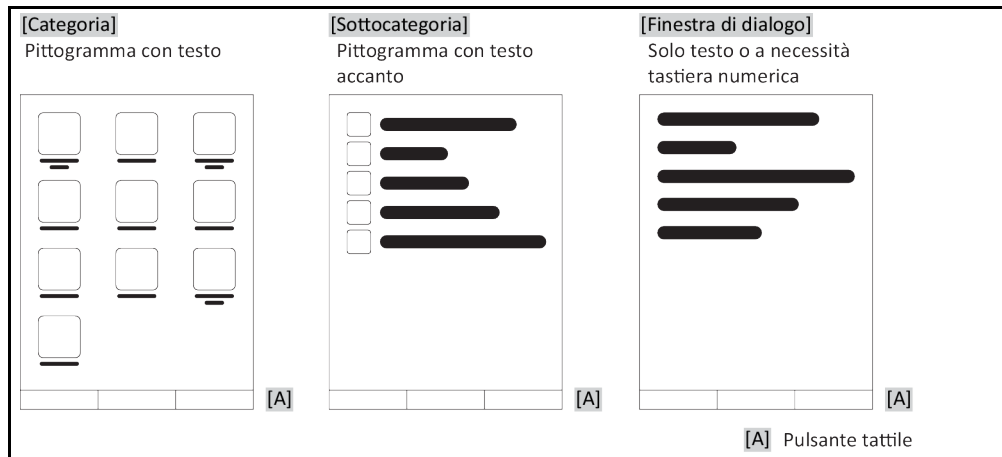 [Categoria]
Pittogramma con testo
[Sottocategoria]
Pittogramma con testo
accanto
[Finestra di dialogo]
Solo testo o a necessità
tastiera numerica
[A]
[A]
[A]
[A] Pulsante tattile